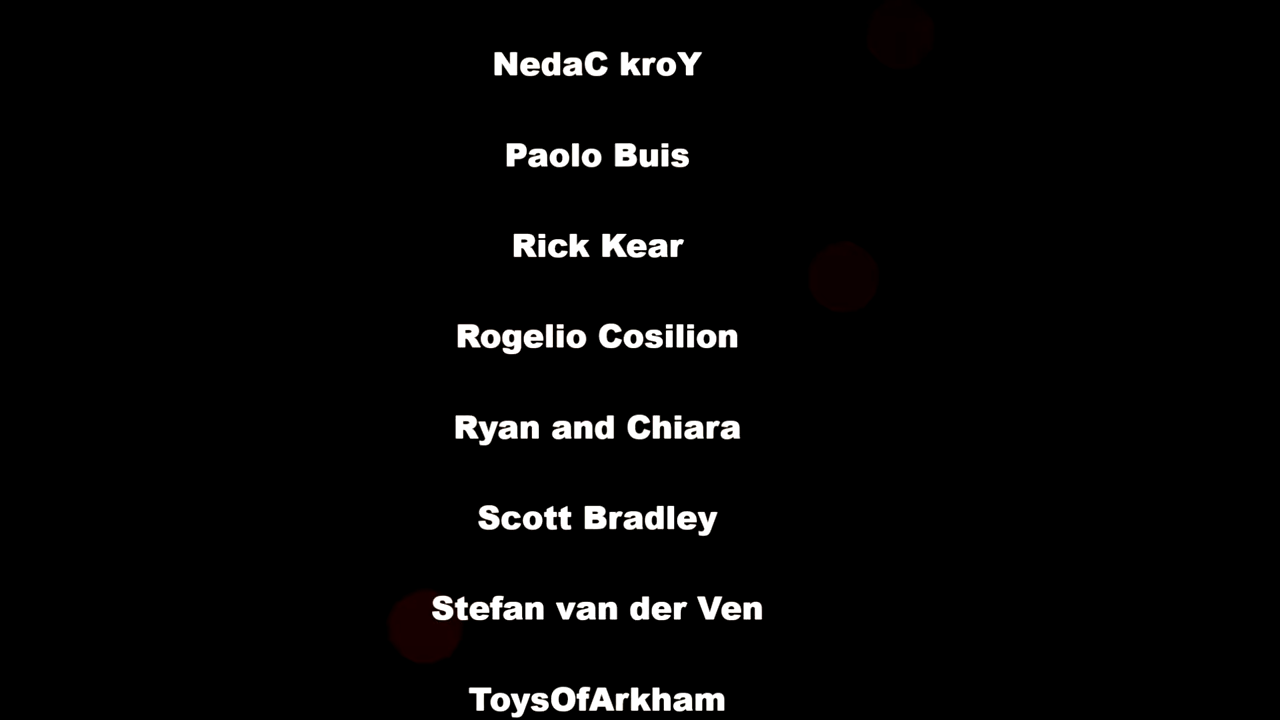 NedaC kroY
Paolo Buis
Rick Kear
Rogelio Cosilion
Ryan and Chiara
Scott Bradley
Stefan van der Ven
ToysOfArkham